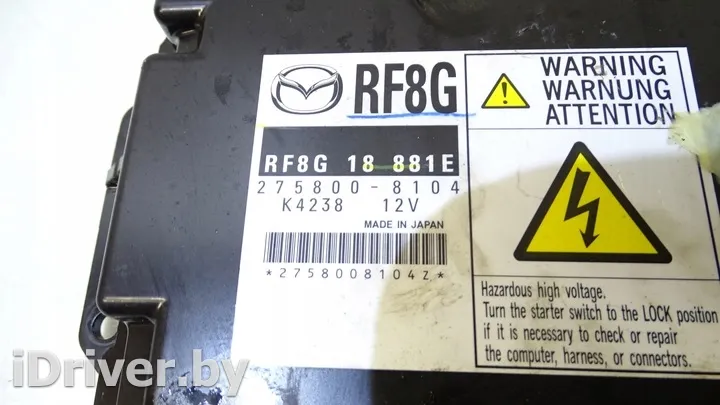 RF8G
RF8G 18 881E
275800-8104
K4238 12V
MADE IN JAPAN
*2758008104Z*
WARNING
WARNUNG
ATTENTION
Hazardous high voltage.
Turn the starter switch to the LOCK position
if it is necessary to check or repair
the computer, harness, or connectors.
iDriver.by